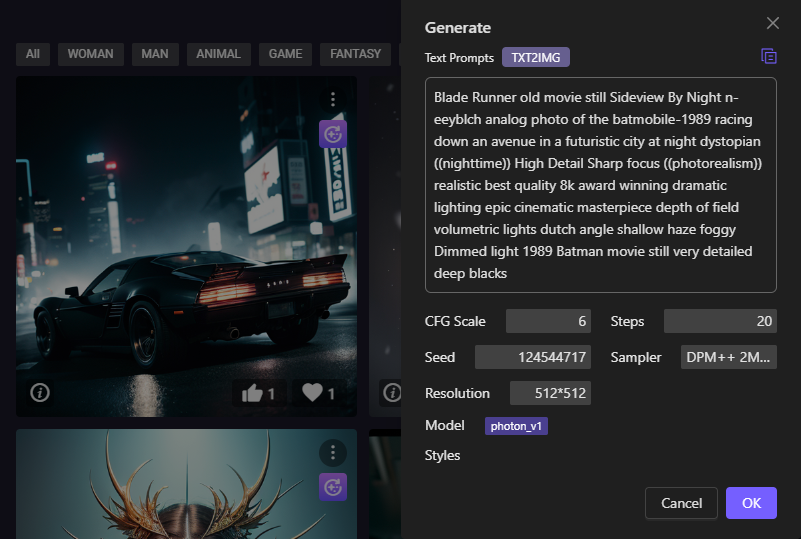 Generate
Text Prompts TXT2IMG
All WOMAN MAN ANIMAL GAME FANTASY
Blade Runner old movie still Sideview By Night n-
eeyblch analog photo of the batmobile-1989 racing
down an avenue in a futuristic city at night dystopian
((nighttime)) High Detail Sharp focus ((photorealism))
realistic best quality 8k award winning dramatic
lighting epic cinematic masterpiece depth of field
volumetric lights dutch angle shallow haze foggy
Dimmed light 1989 Batman movie still very detailed
deep blacks
CFG Scale 6 Steps 20
Seed 124544717 Sampler DPM++ 2M...
Resolution 512*512
1 1
Model photon_v1
Styles
Cancel OK